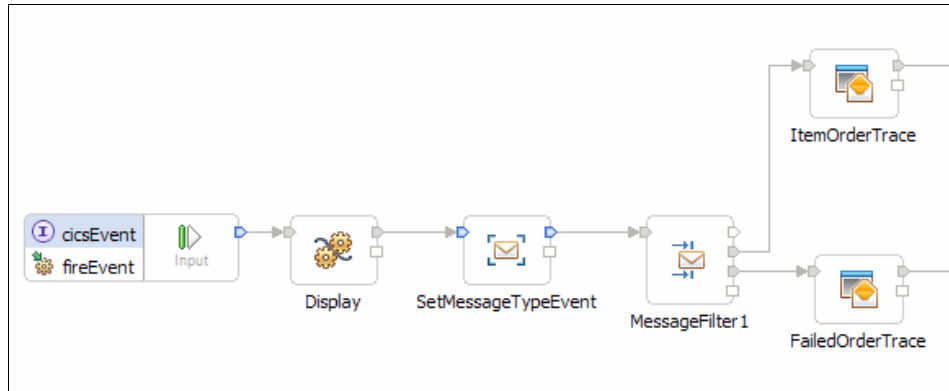 ItemOrderTrace
I
cicsEvent
fireEvent
Input
Display
SetMessageTypeEvent
MessageFilter1
FailedOrderTrace